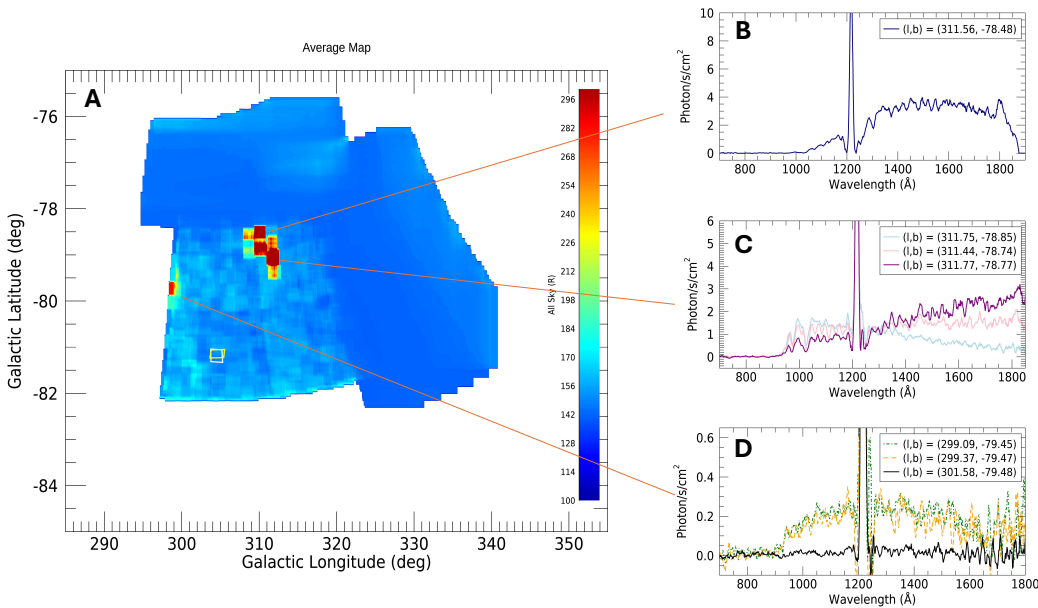 Average Map
A
-76
-78
-80
-82
-84
Galactic Latitude (deg)
290
300
310
320
330
340
350
Galactic Longitude (deg)
296
282
268
254
240
226
212
198
184
170
156
142
128
114
100
All Sky (R)
B
(l,b) = (311.56, -78.48)
10
8
6
4
2
0
Photon/s/cm2
800
1000
1200
1400
1600
1800
Wavelength (Å)
C
(l,b) = (311.75, -78.85)
(l,b) = (311.44, -78.74)
(l,b) = (311.77, -78.77)
6
5
4
3
2
1
0
Photon/s/cm2
800
1000
1200
1400
1600
1800
Wavelength (Å)
D
(l,b) = (299.09, -79.45)
(l,b) = (299.37, -79.47)
(l,b) = (301.58, -79.48)
0.6
0.4
0.2
0.0
Photon/s/cm2
800
1000
1200
1400
1600
1800
Wavelength (Å)